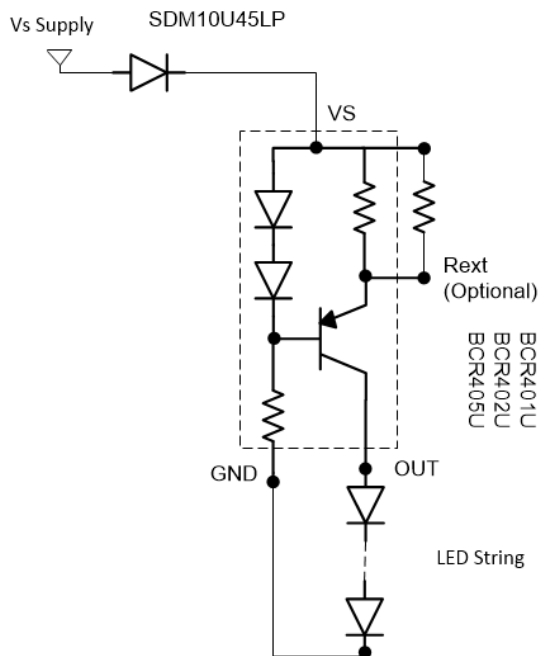 Vs Supply
SDM10U45LP
VS
Rext
(Optional)
BCR401U
BCR402U
BCR405U
GND
OUT
LED String